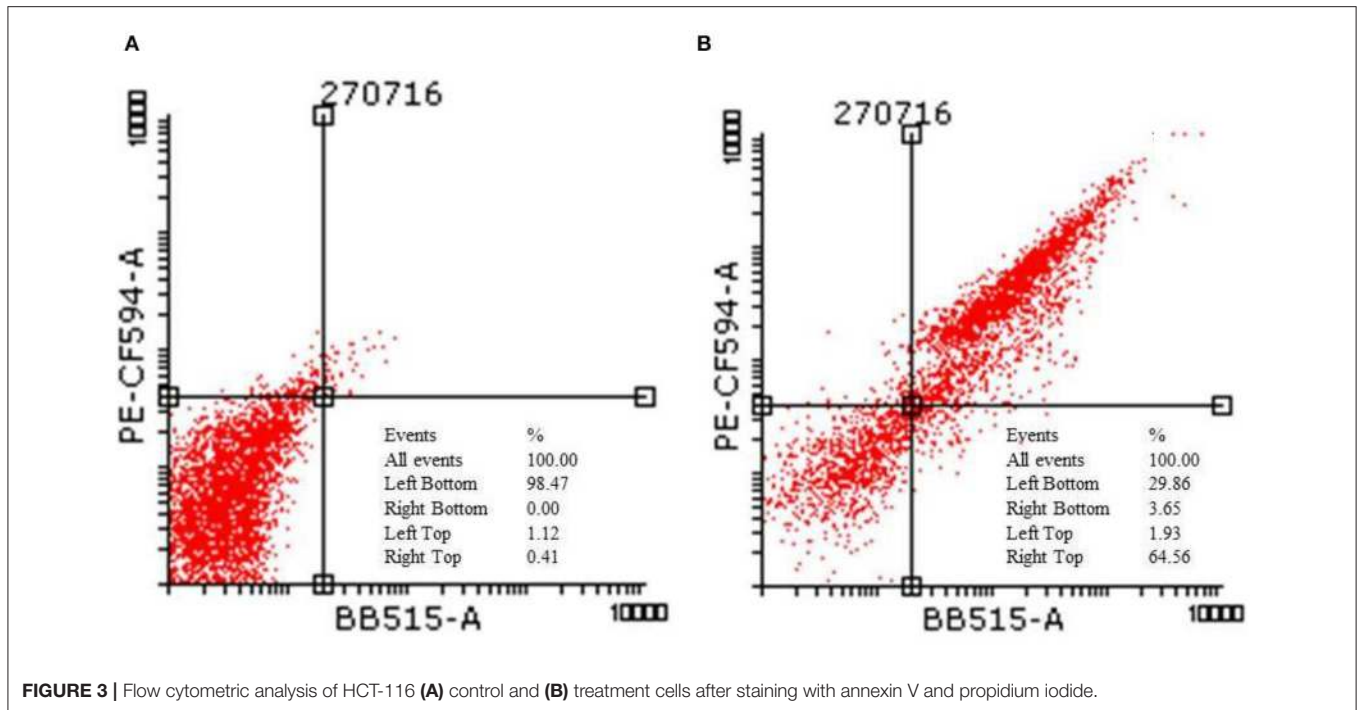 A
270716
1000
PE-CF594-A
Events %
All events 100.00
Left Bottom 98.47
Right Bottom 0.00
Left Top 1.12
Right Top 0.41
BB515-A
B
270716
PE-CF594-A
Eyents %
All events 100.00
Left Bottom 29.86
Right Bottom 3.65
Left Top 1.93
Right Top 64.56
BB515-A
FIGURE 3 | Flow cytometric analysis of HCT-116 (A) control and (B) treatment cells after staining with annexin V and propidium iodide.